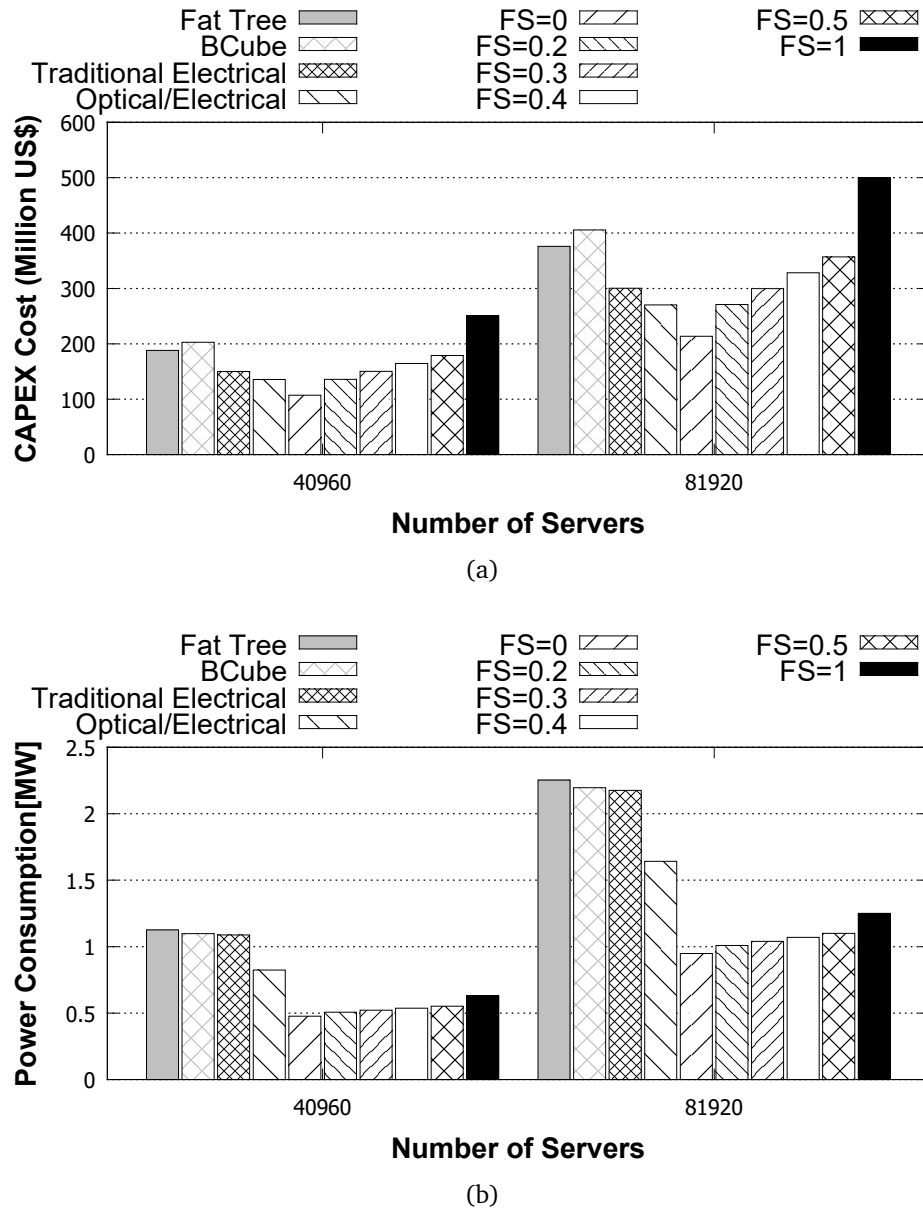 Fat Tree FS=0 FS=0.5
BCube FS=0.2 FS=1
Traditional Electrical FS=0.3
Optical/Electrical FS=0.4
CAPEX Cost (Million US$)
600
500
400
300
200
100
0
40960 81920
Number of Servers
(a)
Fat Tree FS=0 FS=0.5
BCube FS=0.2 FS=1
Traditional Electrical FS=0.3
Optical/Electrical FS=0.4
Power Consumption[MW]
2.5
2
1.5
1
0.5
0
40960 81920
Number of Servers
(b)